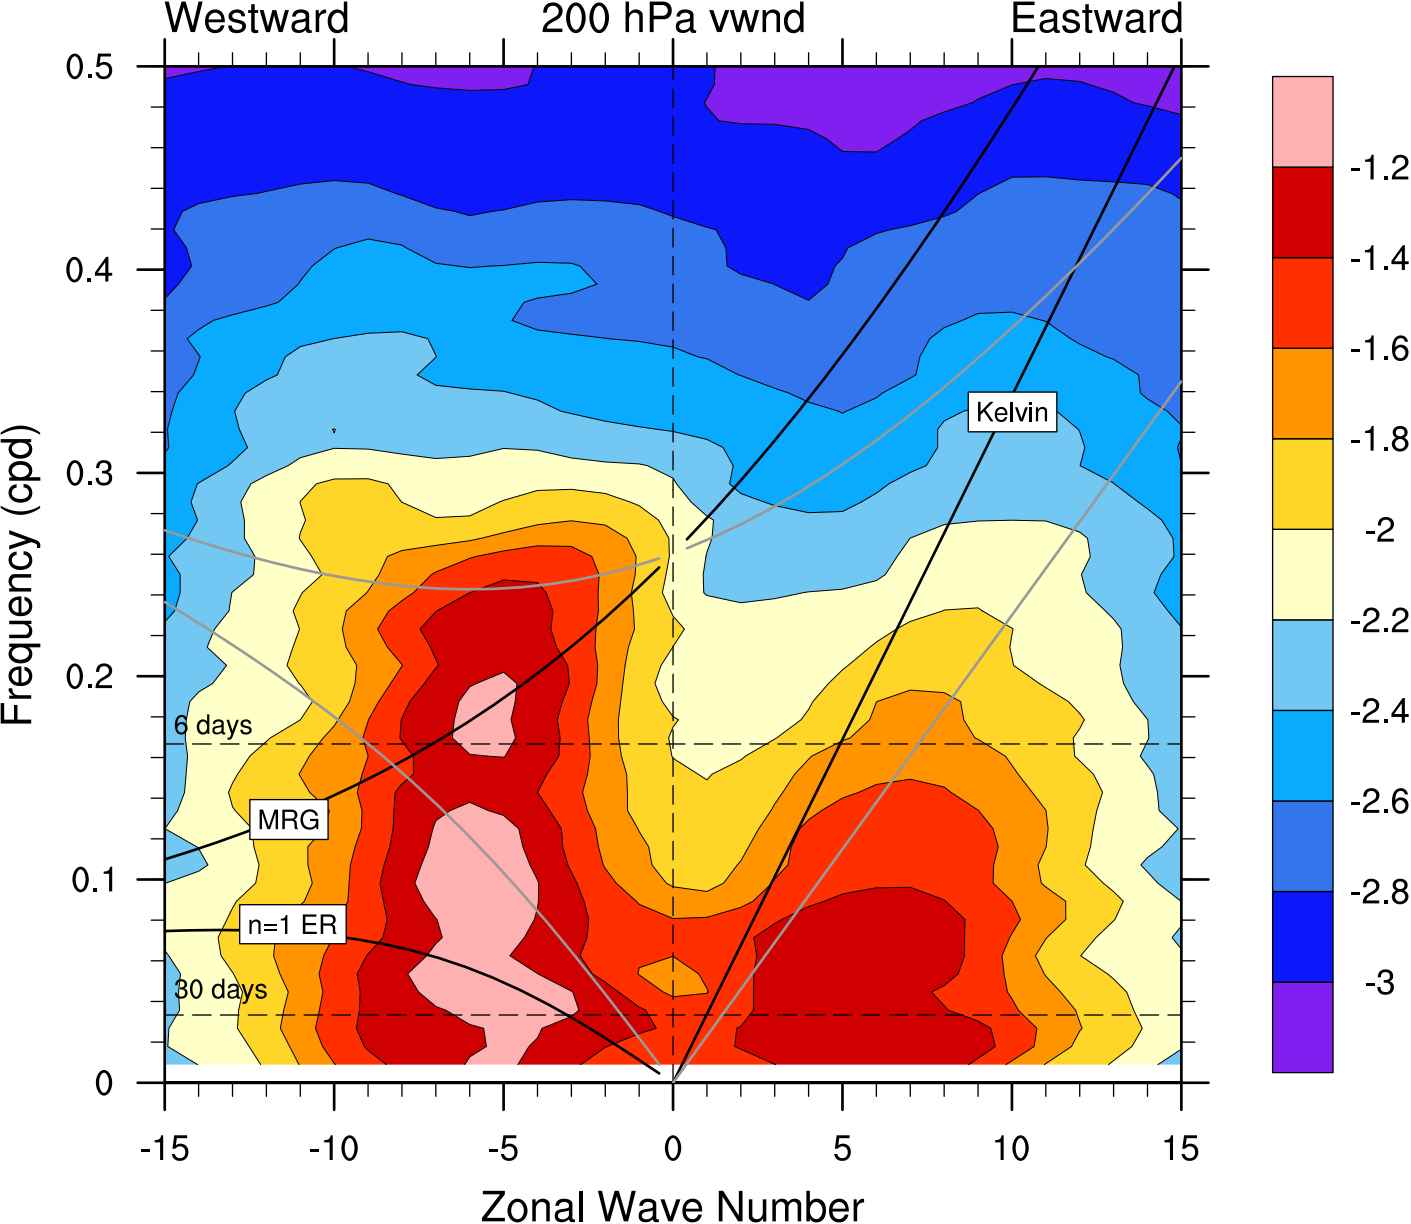 Westward 200 hPa vwnd Eastward
0.5
0.4
0.3
0.2
0.1
0
Frequency (cpd)
Kelvin
6 days
MRG
n=1 ER
30 days
-15 -10 -5 0 5 10 15
Zonal Wave Number
-1.2
-1.4
-1.6
-1.8
-2
-2.2
-2.4
-2.6
-2.8
-3